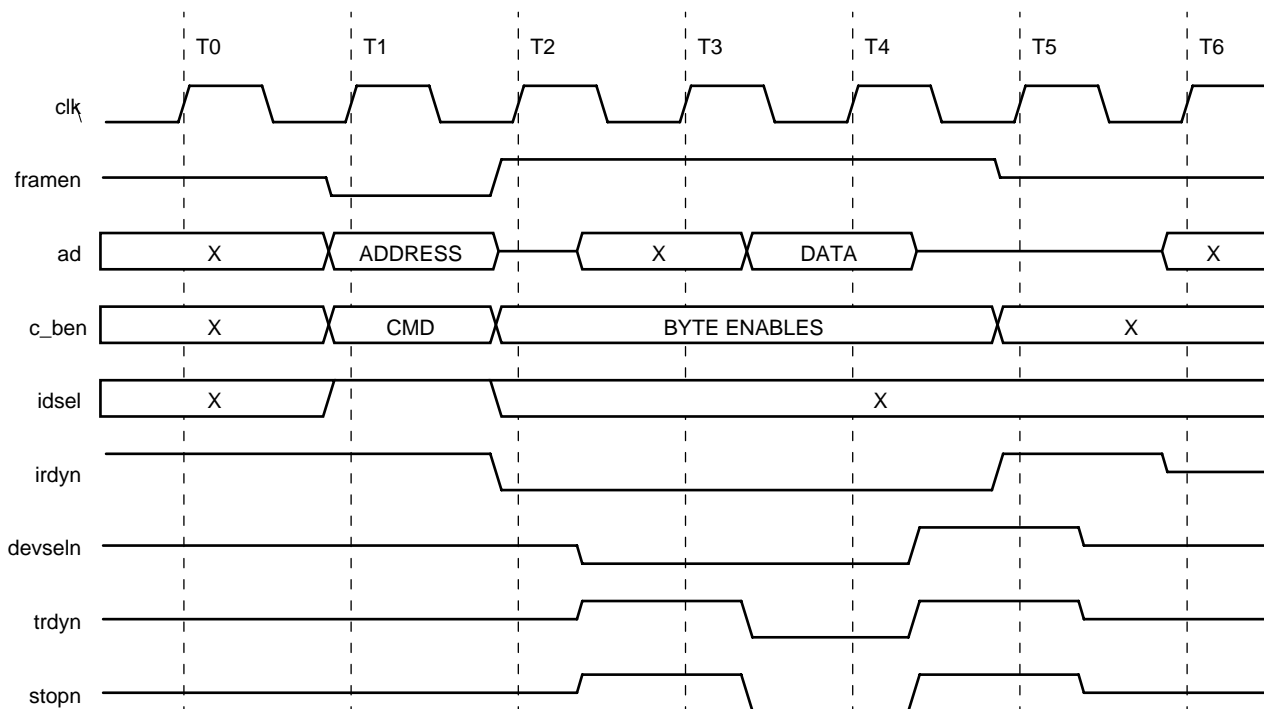 T0 T1 T2 T3 T4 T5 T6
clk
framen
ad X ADDRESS X DATA X
c_ben X CMD BYTE ENABLES X
idsel X X
irdyn
devseln
trdyn
stopn